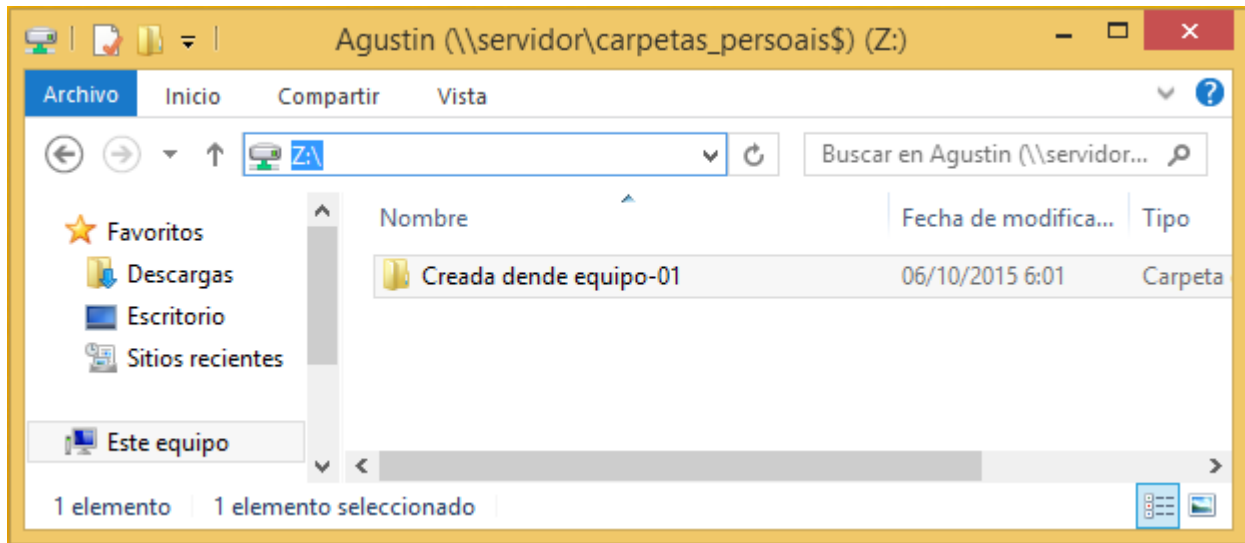 Agustin (\\servidor\carpetas_persoais$) (Z:)
Archivo Inicio Compartir Vista
Z:\ Buscar en Agustin (\\servidor...
Favoritos
Descargas
Escritorio
Sitios recientes
Este equipo
Nombre Fecha de modifica... Tipo
Creada dende equipo-01 06/10/2015 6:01 Carpeta
1 elemento 1 elemento seleccionado